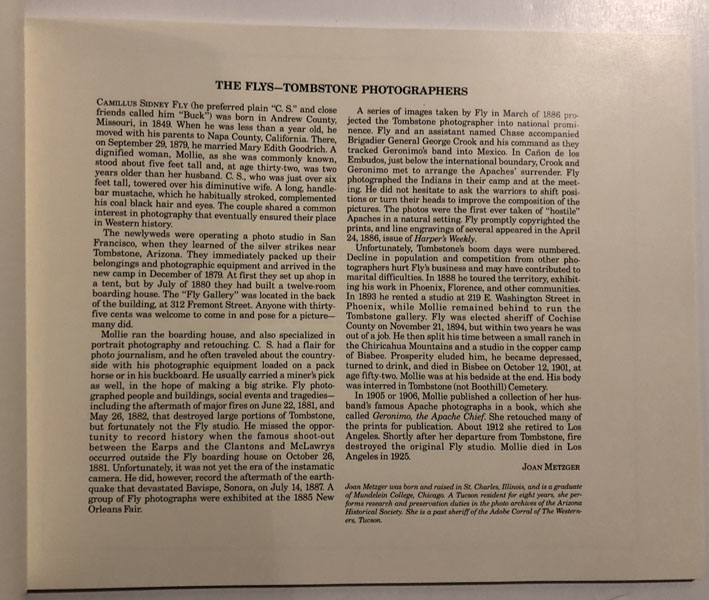 THE FLYS—TOMBSTONE PHOTOGRAPHERS
CAMILLUS SIDNEY FLY (he preferred plain "C. S." and close
friends called him "Buck") was born in Andrew County,
Missouri, in 1849. When he was less than a year old, he
moved with his parents to Napa County, California. There,
on September 29, 1879, he married Mary Edith Goodrich. A
dignified woman, Mollie, as she was commonly known,
stood about five feet tall and, at age thirty-two, was two
years older than her husband. C. S., who was just over six
feet tall, towered over his diminutive wife. A long, handle-
bar mustache, which he habitually stroked, complemented
his coal black hair and eyes. The couple shared a common
interest in photography that eventually ensured their place
in Western history.
The newlyweds were operating a photo studio in San
Francisco, when they learned of the silver strikes near
Tombstone, Arizona. They immediately packed up their
belongings and photographic equipment and arrived in the
new camp in December of 1879. At first they set up shop in
a tent, but by July of 1880 they had built a twelve-room
boarding house. The "Fly Gallery" was located in the back
of the building, at 312 Fremont Street. Anyone with thirty-
five cents was welcome to come in and pose for a picture—
many did.
Mollie ran the boarding house, and also specialized in
portrait photography and retouching. C. S. had a flair for
photo journalism, and he often traveled about the country-
side with his photographic equipment loaded on a pack
horse or in his buckboard. He usually carried a miner's pick
as well, in the hope of making a big strike. Fly photo-
graphed people and buildings, social events and tragedies—
including the aftermath of major fires on June 22, 1881, and
May 26, 1882, that destroyed large portions of Tombstone,
but fortunately not the Fly studio. He missed the oppor-
tunity to record history when the famous shoot-out
between the Earps and the Clantons and McLawrys
occurred outside the Fly boarding house on October 26,
1881. Unfortunately, it was not yet the era of the instamatic
camera. He did, however, record the aftermath of the earth-
quake that devastated Bavispe, Sonora, on July 14, 1887. A
group of Fly photographs were exhibited at the 1885 New
Orleans Fair.
A series of images taken by Fly in March of 1886 pro-
jected the Tombstone photographer into national promi-
nence. Fly and an assistant named Chase accompanied
Brigadier General George Crook and his command as they
tracked Geronimo's band into Mexico. In Cañon de los
Embudos, just below the international boundary, Crook and
Geronimo met to arrange the Apaches' surrender. Fly
photographed the Indians in their camp and at the meet-
ing. He did not hesitate to ask the warriors to shift posi-
tions or turn their heads to improve the composition of the
pictures. The photos were the first ever taken of "hostile"
Apaches in a natural setting. Fly promptly copyrighted the
prints, and line engravings of several appeared in the April
24, 1886, issue of Harper's Weekly.
Unfortunately, Tombstone's boom days were numbered.
Decline in population and competition from other pho-
tographers hurt Fly's business and may have contributed to
marital difficulties. In 1888 he toured the territory, exhibit-
ing his work in Phoenix, Florence, and other communities.
In 1893 he rented a studio at 219 E. Washington Street in
Phoenix, while Mollie remained behind to run the
Tombstone gallery. Fly was elected sheriff of Cochise
County on November 21, 1894, but within two years he was
out of a job. He then split his time between a small ranch in
the Chiricahua Mountains and a studio in the copper camp
of Bisbee. Prosperity eluded him, he became depressed,
turned to drink, and died in Bisbee on October 12, 1901, at
age fifty-two. Mollie was at his bedside at the end. His body
was interred in Tombstone (not Boothill) Cemetery.
In 1905 or 1906, Mollie published a collection of her hus-
band's famous Apache photographs in a book, which she
called Geronimo, the Apache Chief. She retouched many of
the prints for publication. About 1912 she retired to Los
Angeles. Shortly after her departure from Tombstone, fire
destroyed the original Fly studio. Mollie died in Los
Angeles in 1925.
JOAN METZGER
Joan Metzger was born and raised in St. Charles, Illinois, and is a graduate
of Mundelein College, Chicago. A Tucson resident for eight years, she per-
forms research and preservation duties in the photo archives of the Arizona
Historical Society. She is a past sheriff of the Adobe Corral of The Western-
ers, Tucson.